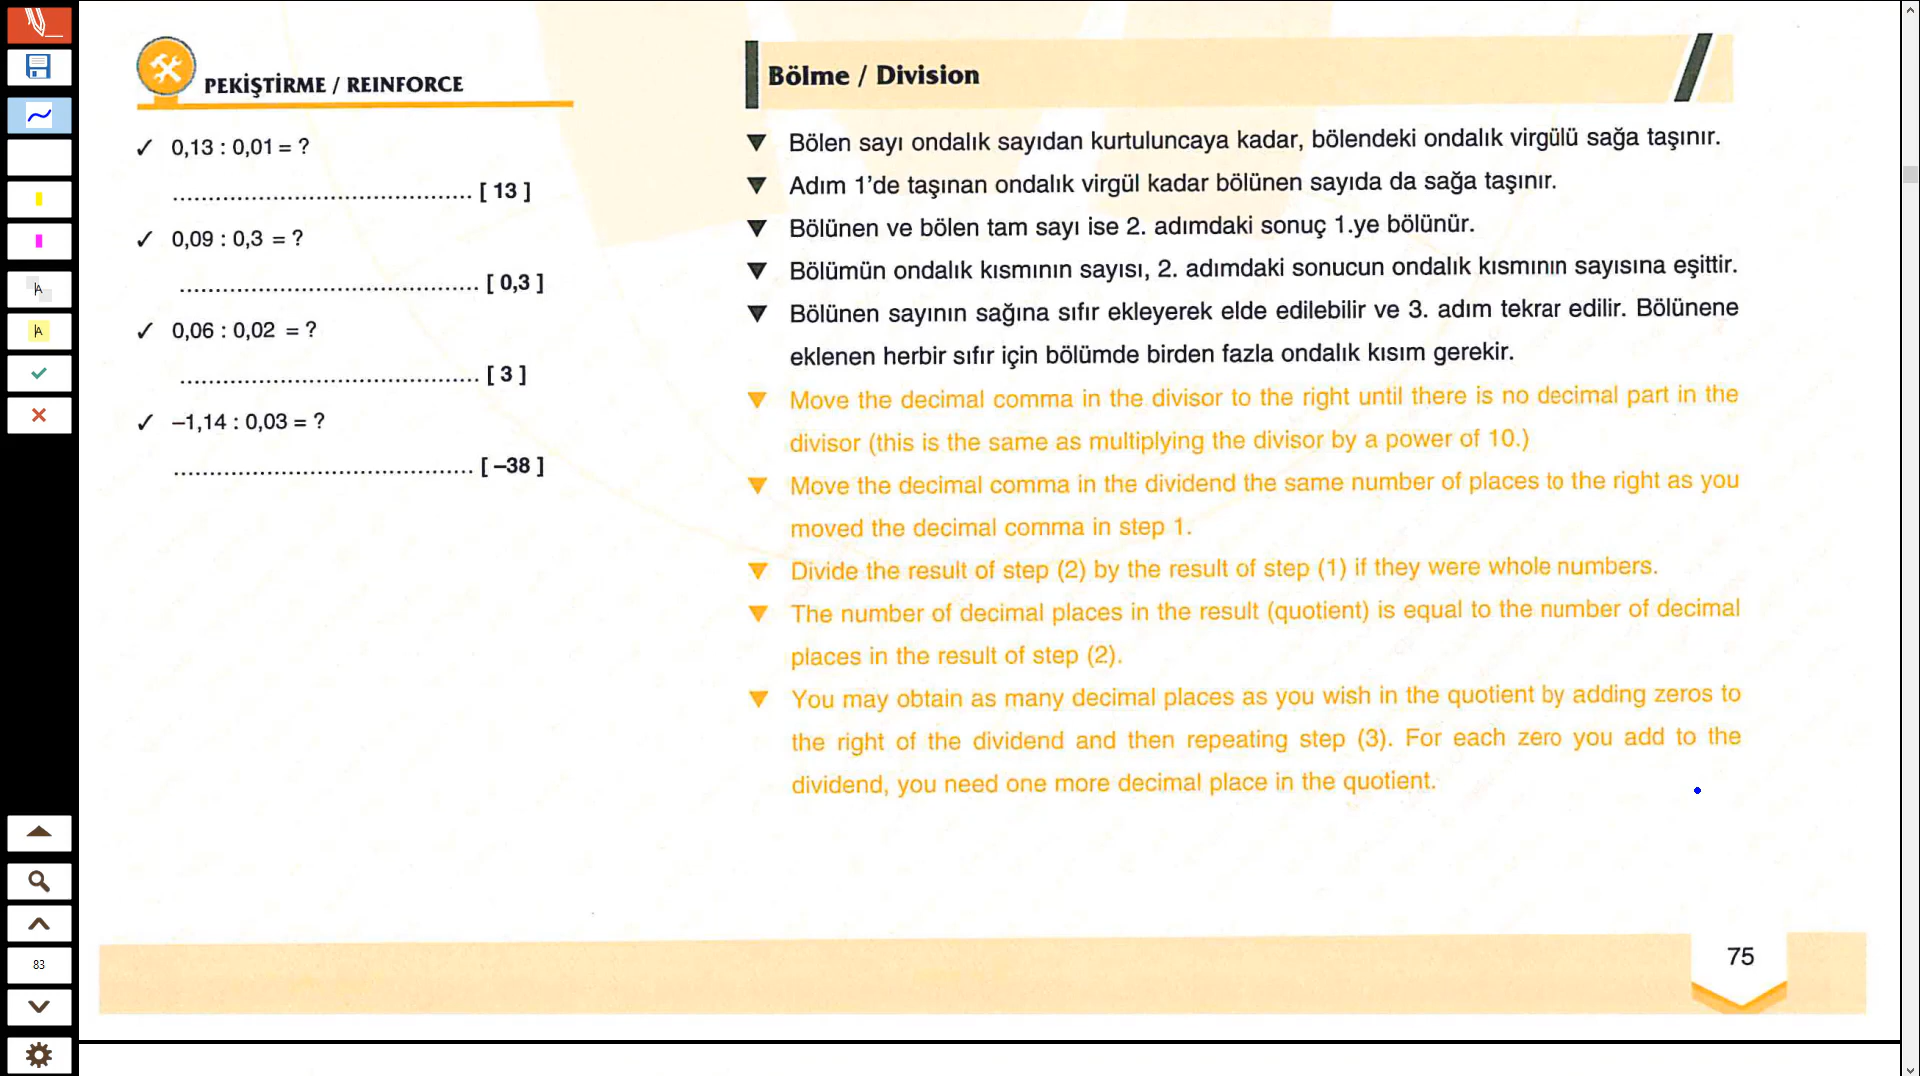 PEKİŞTİRME / REINFORCE
✓ 0,13 : 0,01 = ?
.......................................... [ 13 ]
✓ 0,09 : 0,3 = ?
.......................................... [ 0,3 ]
✓ 0,06 : 0,02 = ?
.......................................... [ 3 ]
✓ –1,14 : 0,03 = ?
.......................................... [ –38 ]
Bölme / Division
▼ Bölen sayı ondalık sayıdan kurtuluncaya kadar, bölendeki ondalık virgülü sağa taşınır.
▼ Adım 1’de taşınan ondalık virgül kadar bölünen sayıda da sağa taşınır.
▼ Bölünen ve bölen tam sayı ise 2. adımdaki sonuç 1.ye bölünür.
▼ Bölümün ondalık kısmının sayısı, 2. adımdaki sonucun ondalık kısmının sayısına eşittir.
▼ Bölünen sayının sağına sıfır ekleyerek elde edilebilir ve 3. adım tekrar edilir. Bölünene
eklenen herbir sıfır için bölümde birden fazla ondalık kısım gerekir.
▼ Move the decimal comma in the divisor to the right until there is no decimal part in the
divisor (this is the same as multiplying the divisor by a power of 10.)
▼ Move the decimal comma in the dividend the same number of places to the right as you
moved the decimal comma in step 1.
▼ Divide the result of step (2) by the result of step (1) if they were whole numbers.
▼ The number of decimal places in the result (quotient) is equal to the number of decimal
places in the result of step (2).
▼ You may obtain as many decimal places as you wish in the quotient by adding zeros to
the right of the dividend and then repeating step (3). For each zero you add to the
dividend, you need one more decimal place in the quotient.
75
A
A
83